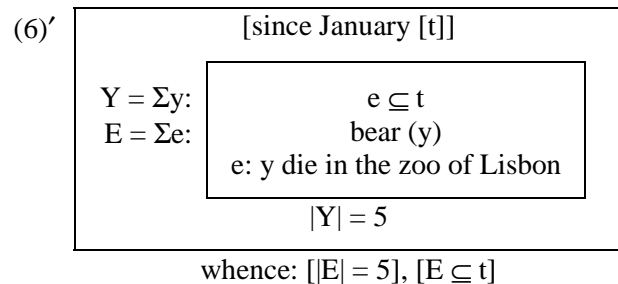 (6)′ [since January [t]]
Y = Σy: e ⊆ t
E = Σe: bear (y)
e: y die in the zoo of Lisbon
|Y| = 5
whence: [|E| = 5], [E ⊆ t]